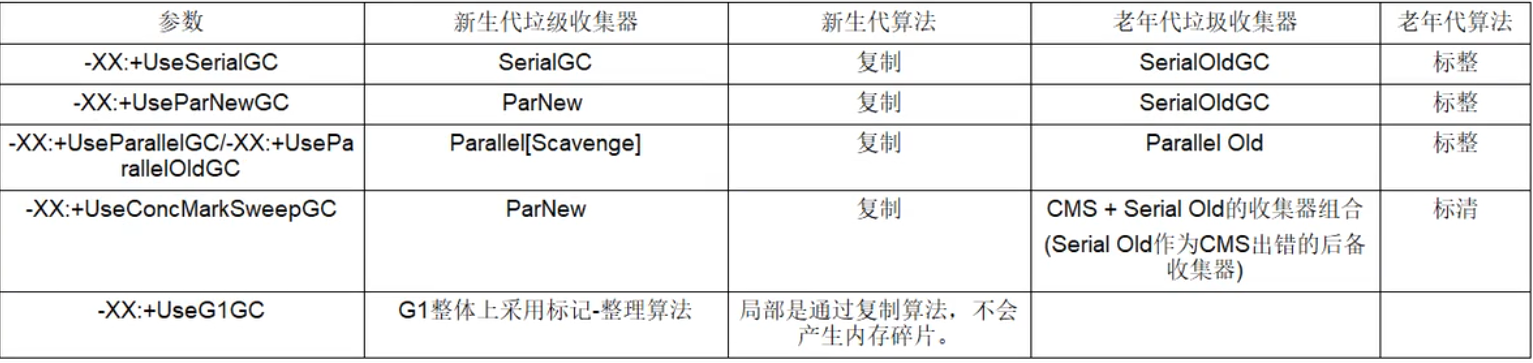 参数 新生代垃级收集器 新生代算法 老年代垃圾收集器 老年代算法
-XX:+UseSerialGC SerialGC 复制 SerialOldGC 标整
-XX:+UseParNewGC ParNew 复制 SerialOldGC 标整
-XX:+UseParallelGC/-XX:+UsePa Parallel[Scavenge] 复制 Parallel Old 标整
rallelOldGC
-XX:+UseConcMarkSweepGC ParNew 复制 CMS + Serial Old的收集器组合 标清
(Serial Old作为CMS出错的后备
收集器)
-XX:+UseG1GC G1整体上采用标记-整理算法 局部是通过复制算法，不会
产生内存碎片。